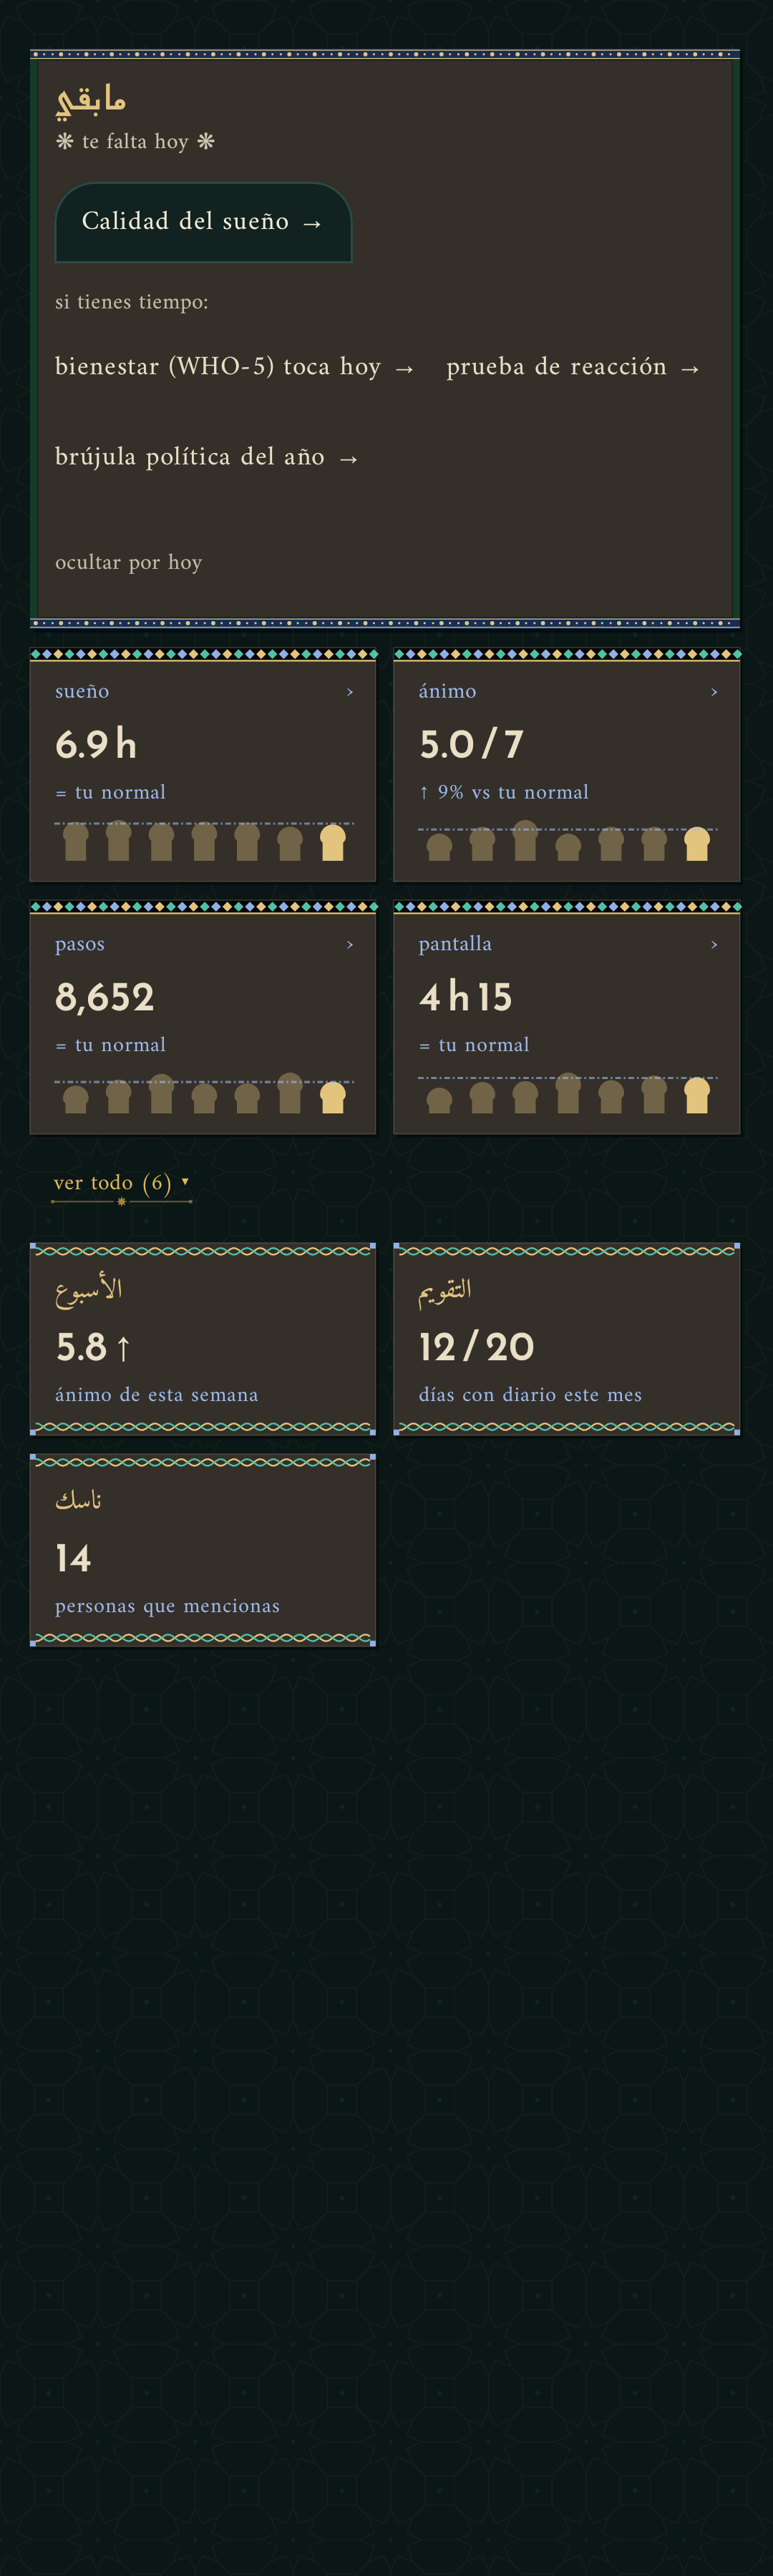 مابقي
❋ te falta hoy ❋
Calidad del sueño →
si tienes tiempo:
bienestar (WHO-5) toca hoy → prueba de reacción →
brújula política del año →
ocultar por hoy
sueño ›
6.9 h
= tu normal
ánimo ›
5.0 / 7
↑ 9% vs tu normal
pasos ›
8,652
= tu normal
pantalla ›
4 h 15
= tu normal
ver todo (6) ▾
الأسبوع
5.8 ↑
ánimo de esta semana
التقويم
12 / 20
días con diario este mes
ناسك
14
personas que mencionas